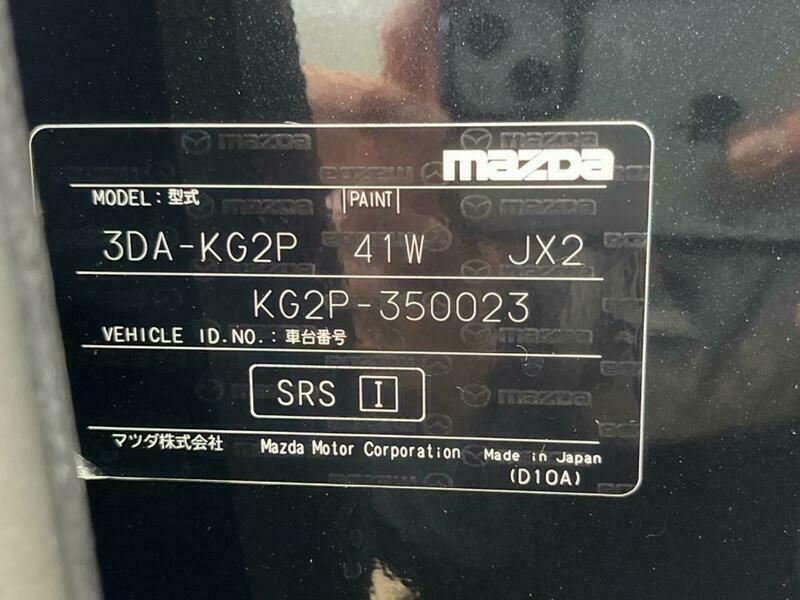 mazda
MODEL : 型式 PAINT
3DA-KG2P 41W JX2
KG2P-350023
VEHICLE ID.NO. : 車台番号
SRS I
マツダ株式会社 Mazda Motor Corporation Made in Japan
(D10A)